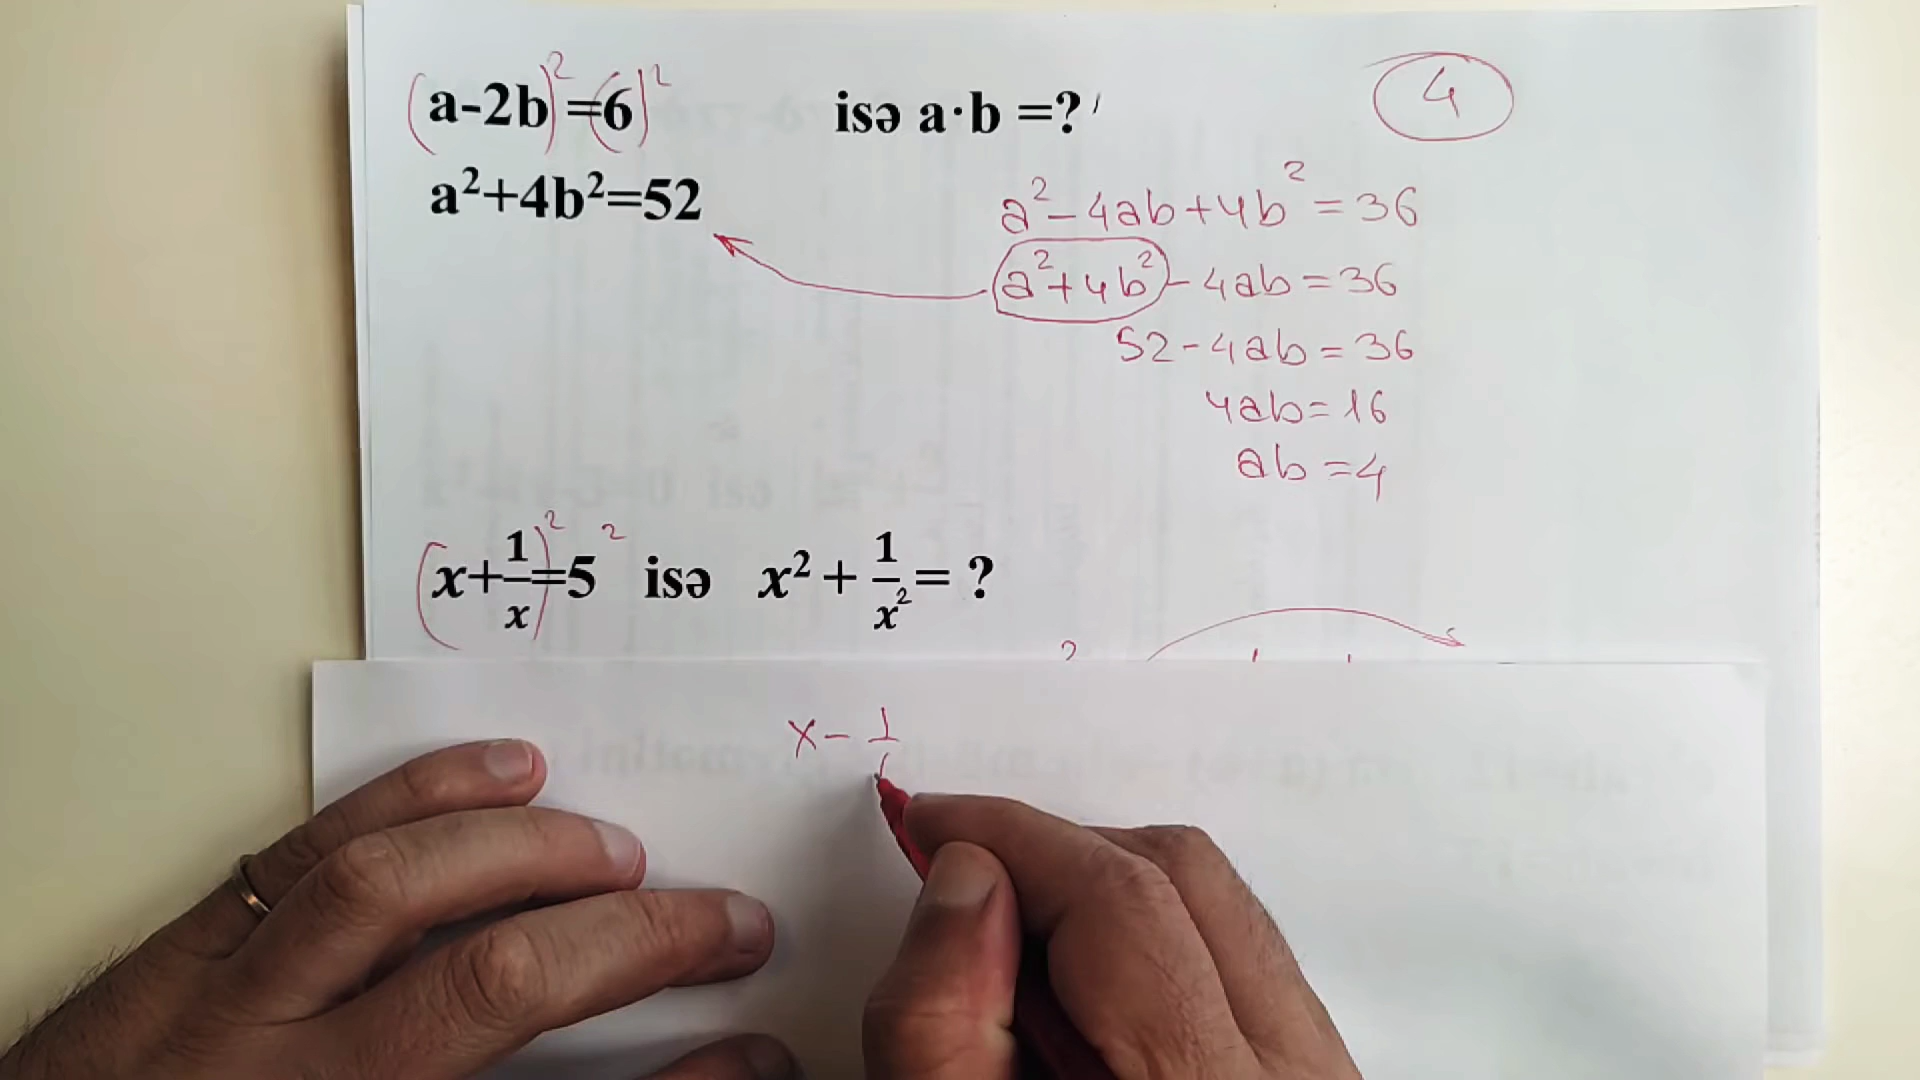 (a-2b)²=(6)² isə a·b =?
4
a²+4b²=52
a²-4ab+4b²=36
a²+4b²-4ab=36
52-4ab=36
4ab=16
ab=4
(x+1/x)²=5² isə x²+1/x²=?
x-1/